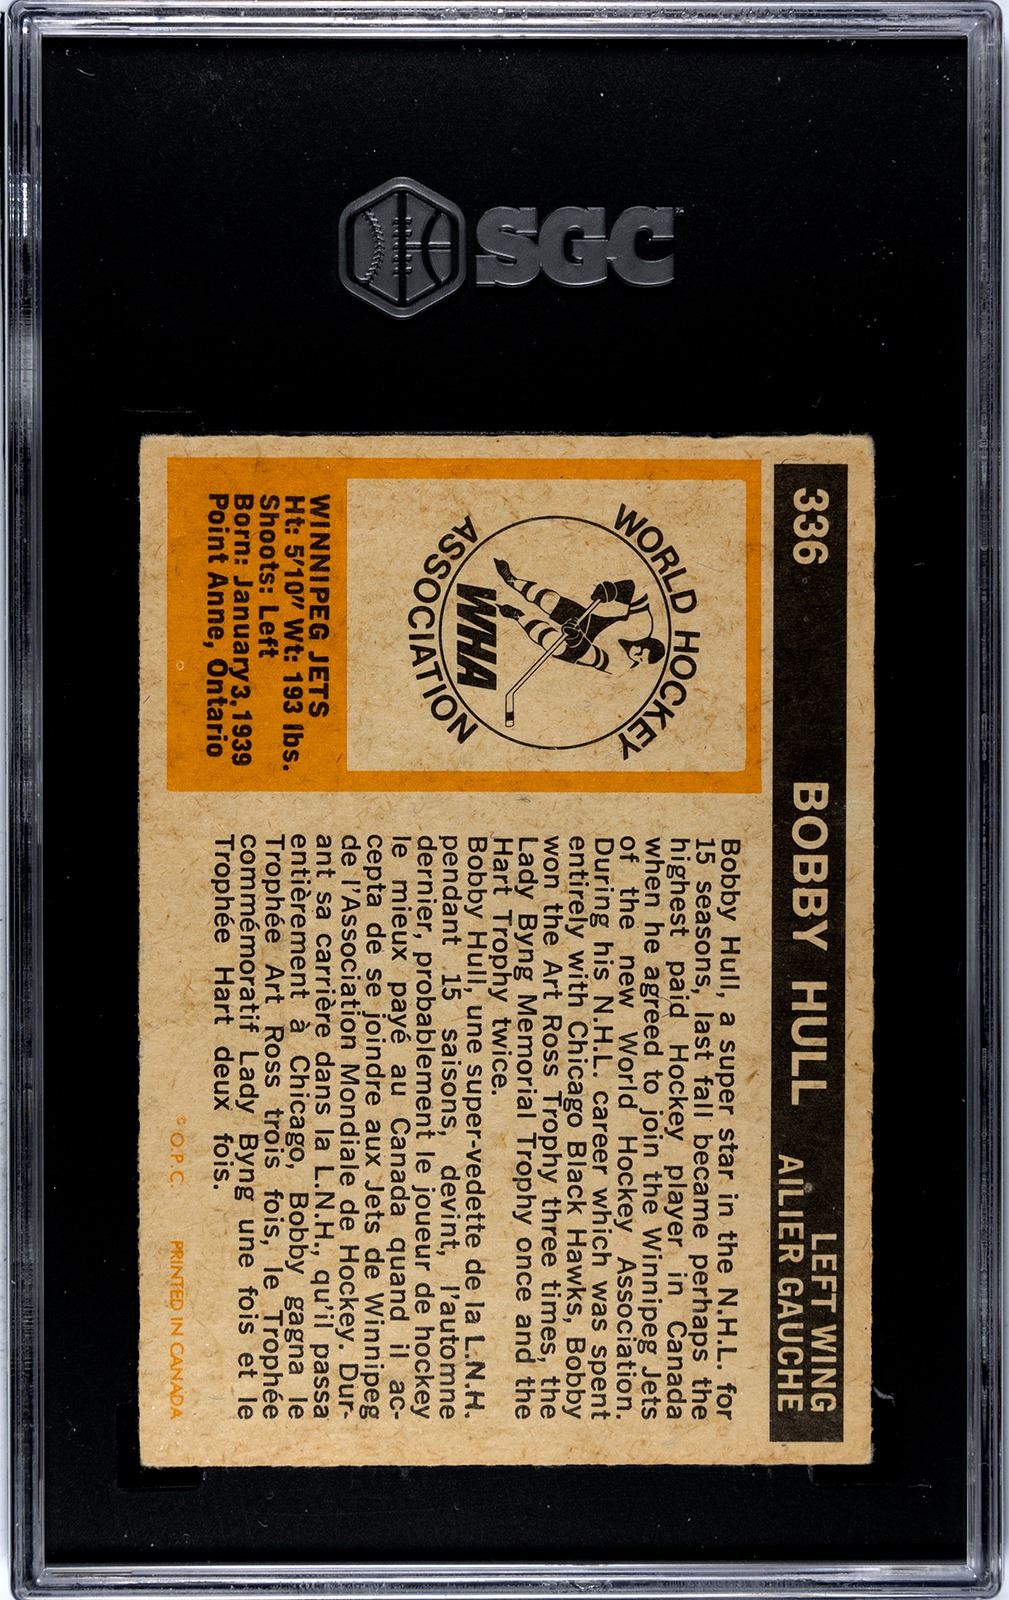 SGC
336 BOBBY HULL LEFT WING
AILIER GAUCHE
WORLD HOCKEY
ASSOCIATION
WHA
WINNIPEG JETS
Ht: 5'10" Wt: 193 lbs.
Shoots: Left
Born: January 3, 1939
Point Anne, Ontario
Bobby Hull, a super star in the N.H.L. for
15 seasons, last fall became perhaps the
highest paid Hockey player in Canada
when he agreed to join the Winnipeg Jets
of the new World Hockey Association.
During his N.H.L. career which was spent
entirely with Chicago Black Hawks, Bobby
won the Art Ross Trophy three times, the
Lady Byng Memorial Trophy once and the
Hart Trophy twice.
Bobby Hull, une super-vedette de la L.N.H.
pendant 15 saisons, devint, l'automne
dernier, probablement le joueur de hockey
le mieux payé au Canada quand il ac-
cepta de se joindre aux Jets de Winnipeg
de l'Association Mondiale de Hockey. Dur-
ant sa carrière dans la L.N.H., qu'il passa
entièrement à Chicago, Bobby gagna le
Trophée Art Ross trois fois, le Trophée
commémoratif Lady Byng une fois et le
Trophée Hart deux fois.
© O.P.C. PRINTED IN CANADA